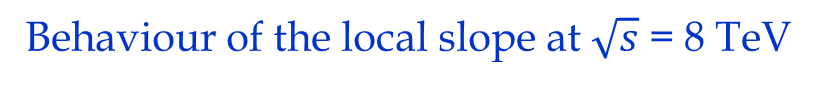 Behaviour of the local slope at √s = 8 TeV